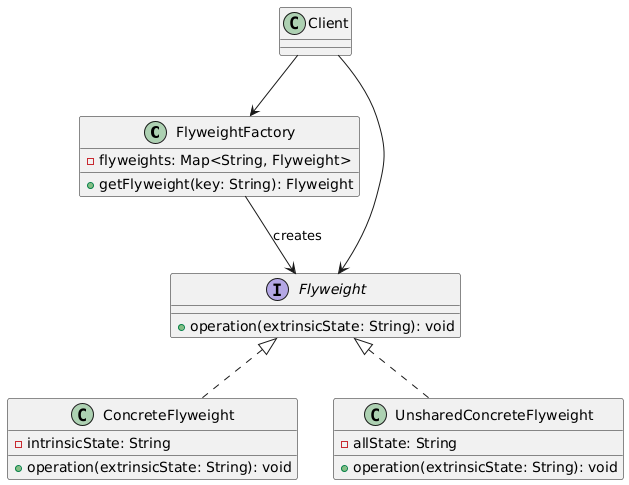 C Client
C FlyweightFactory
flyweights: Map<String, Flyweight>
getFlyweight(key: String): Flyweight
creates
I Flyweight
operation(extrinsicState: String): void
C ConcreteFlyweight
intrinsicState: String
operation(extrinsicState: String): void
C UnsharedConcreteFlyweight
allState: String
operation(extrinsicState: String): void